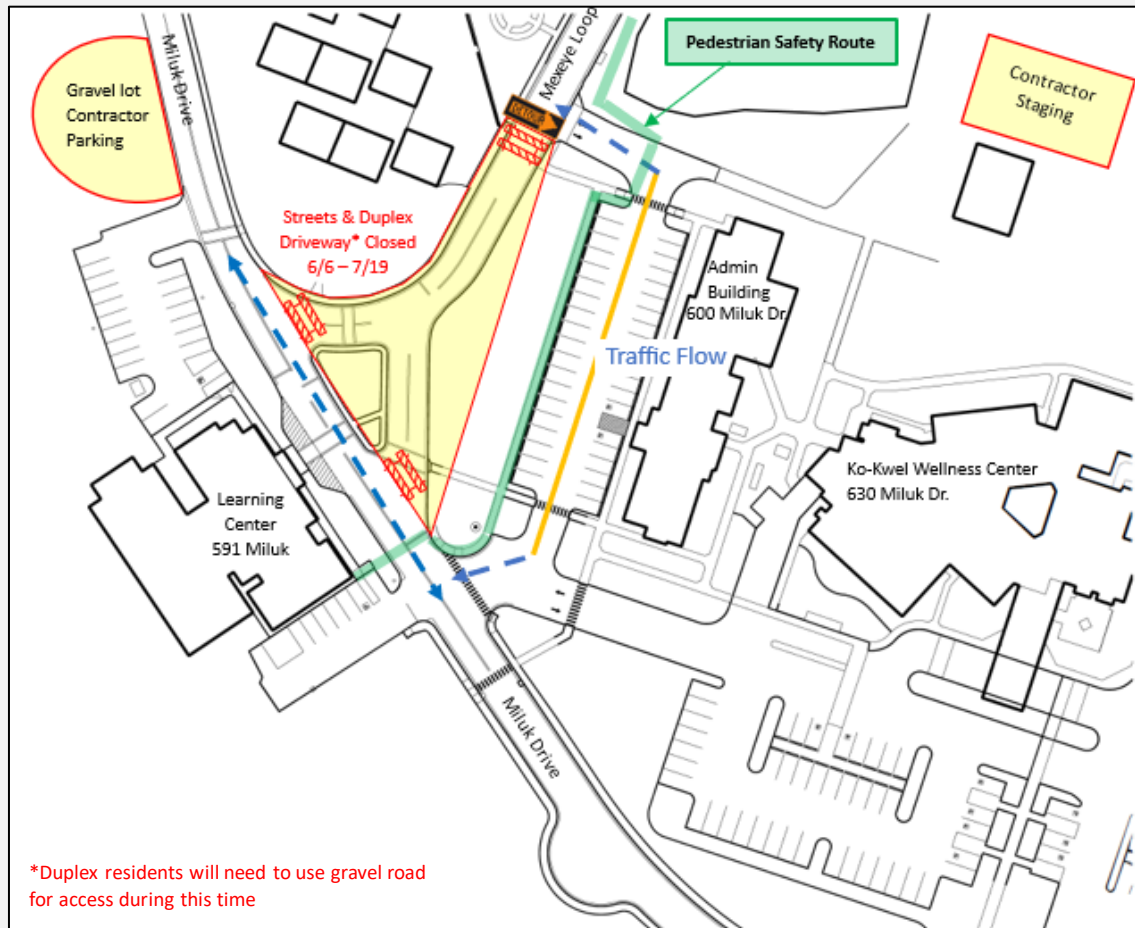 Miluk Drive
Mexeye Loop
Pedestrian Safety Route
Gravel lot
Contractor
Parking
Contractor
Staging
DETOUR
Streets & Duplex
Driveway* Closed
6/6 – 7/19
Admin
Building
600 Miluk Dr.
Traffic Flow
Ko-Kwel Wellness Center
630 Miluk Dr.
Learning
Center
591 Miluk
Miluk Drive
*Duplex residents will need to use gravel road
for access during this time